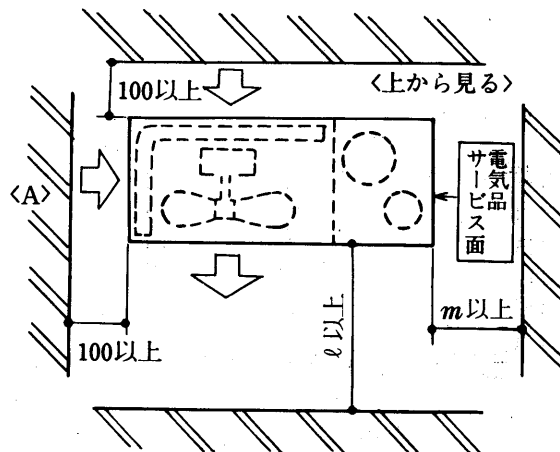 〈上から見る〉
100以上
〈A〉
電気品
サービス面
m以上
100以上
ℓ以上